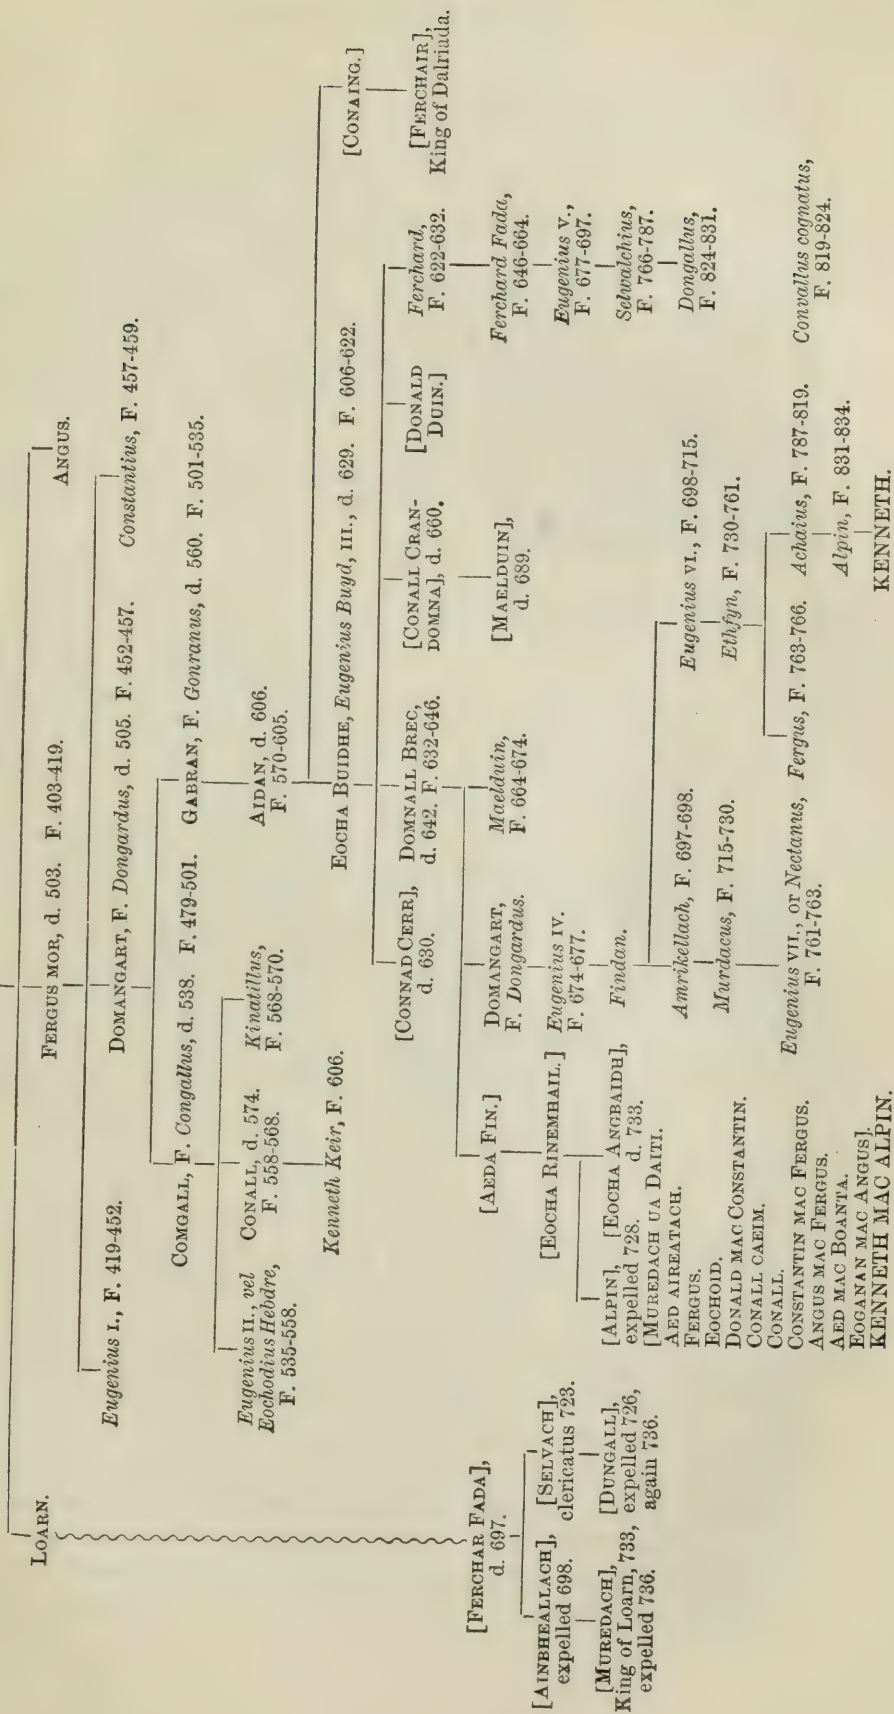 LOARN.
FERGUS MOR, d. 503. F. 403-419.
ANGUS.
Eugenius I., F. 419-452.
DOMANGART, F. Dongardus, d. 505. F. 452-457.
Constantius, F. 457-459.
COMGALL, F. Congallus, d. 538. F. 479-501.
GABRAN, F. Gonranus, d. 560. F. 501-535.
Eugenius II., vel
Eochodius Hebdre,
F. 535-558.
CONALL, d. 574.
F. 558-568.
Kinatillus,
F. 568-570.
AIDAN, d. 606.
F. 570-605.
Kenneth Keir, F. 606.
EOCHA BUIDHE, Eugenius Buyd, III., d. 629. F. 606-622.
[CONAING.]
[CONNAD CERR],
d. 630.
DOMNALL BREC,
d. 642. F. 632-646.
[CONALL CRAN-
DOMNA], d. 660.
[DONALD
DUIN.]
Ferchard,
F. 622-632.
[FERCHAIR],
King of Dalriada.
[FERCHAR FADA],
d. 697.
[AEDA FIN.]
DOMANGART,
F. Dongardus.
Maelduin,
F. 664-674.
[MAELDUIN],
d. 689.
Ferchard Fada,
F. 646-664.
[AINBHEALLACH],
expelled 698.
[SELVACH],
clericatus 723.
[EOCHA RINEMHAIL.]
Eugenius IV.
F. 674-677.
Eugenius V.,
F. 677-697.
[MUREDACH],
King of Loarn, 733,
expelled 736.
[DUNGALL],
expelled 726,
again 736.
[ALPIN],
expelled 728.
[EOCHA ANGBAIDH],
d. 733.
Findan.
Selwalchius,
F. 766-787.
[MUREDACH UA DAITI.
AED AIREATACH.
FERGUS.
EOCHOID.
DONALD MAC CONSTANTIN.
CONALL CAEIM.
CONALL.
CONSTANTIN MAC FERGUS.
ANGUS MAC FERGUS.
AED MAC BOANTA.
EOGANAN MAC ANGUS].
KENNETH MAC ALPIN.
Amrikellach, F. 697-698.
Eugenius VI., F. 698-715.
Dongallus,
F. 824-831.
Murdacus, F. 715-730.
Ethfyn, F. 730-761.
Eugenius VII., or Nectanus,
F. 761-763.
Fergus, F. 763-766.
Achaius, F. 787-819.
Convallus cognatus,
F. 819-824.
Alpin, F. 831-834.
KENNETH.